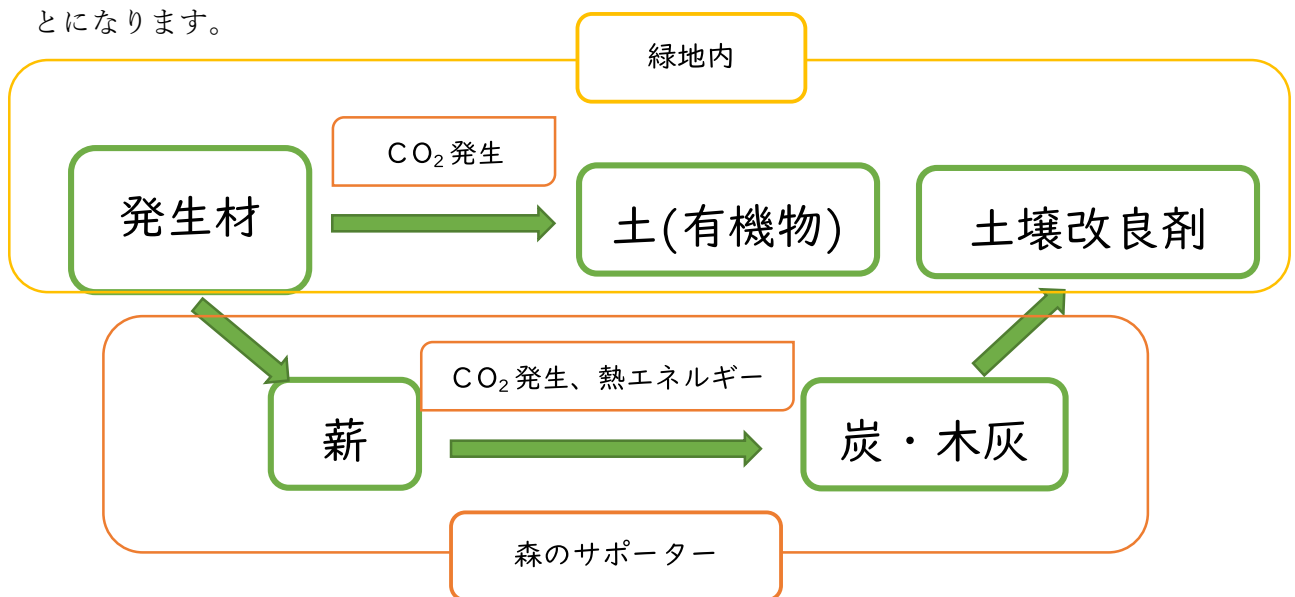 とになります。
緑地内
CO₂発生
発生材
土(有機物)
土壌改良剤
CO₂発生、熱エネルギー
薪
炭・木灰
森のサポーター